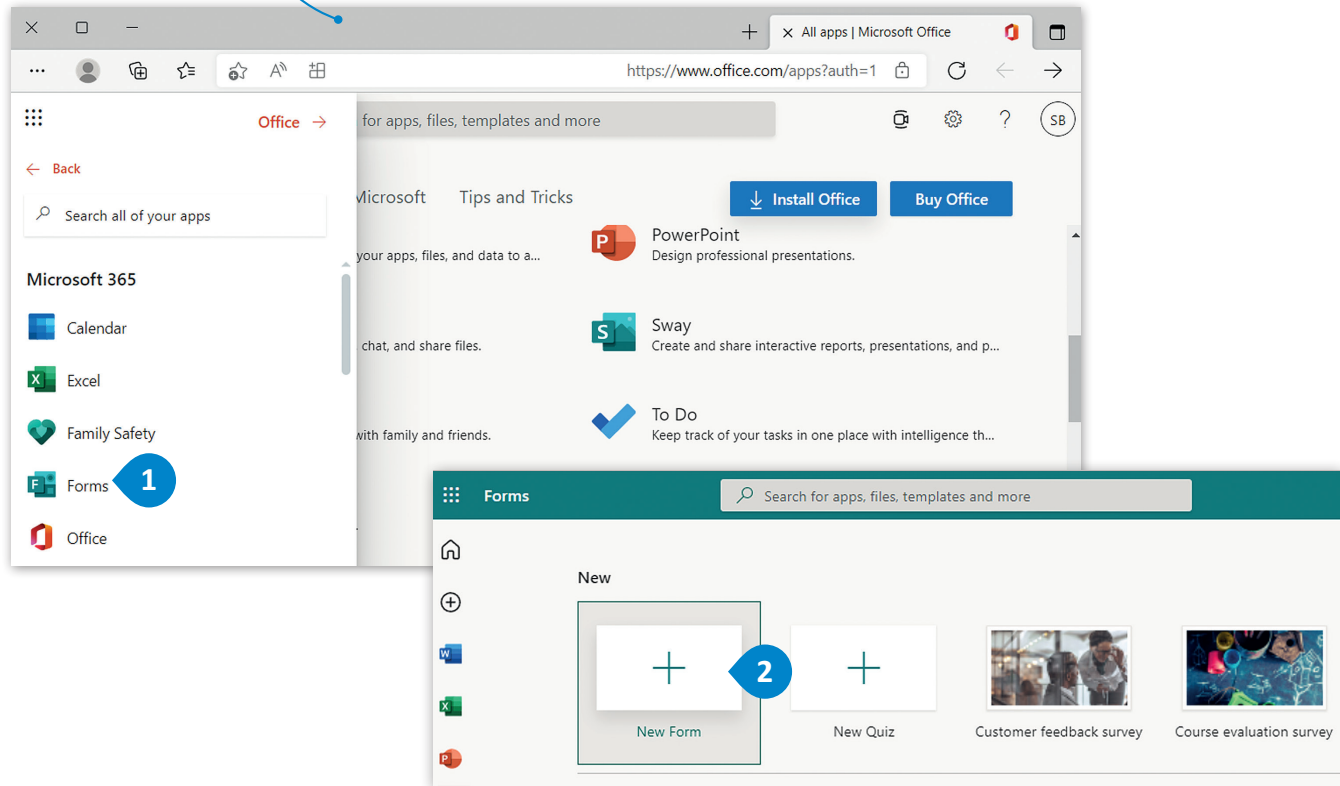 All apps | Microsoft Office
https://www.office.com/apps?auth=1
Office
for apps, files, templates and more
SB
Back
Search all of your apps
Microsoft
Tips and Tricks
Install Office
Buy Office
Microsoft 365
Calendar
Excel
Family Safety
Forms
1
Office
your apps, files, and data to a...
chat, and share files.
with family and friends.
PowerPoint
Design professional presentations.
Sway
Create and share interactive reports, presentations, and p...
To Do
Keep track of your tasks in one place with intelligence th...
Forms
Search for apps, files, templates and more
New
2
New Form
New Quiz
Customer feedback survey
Course evaluation survey